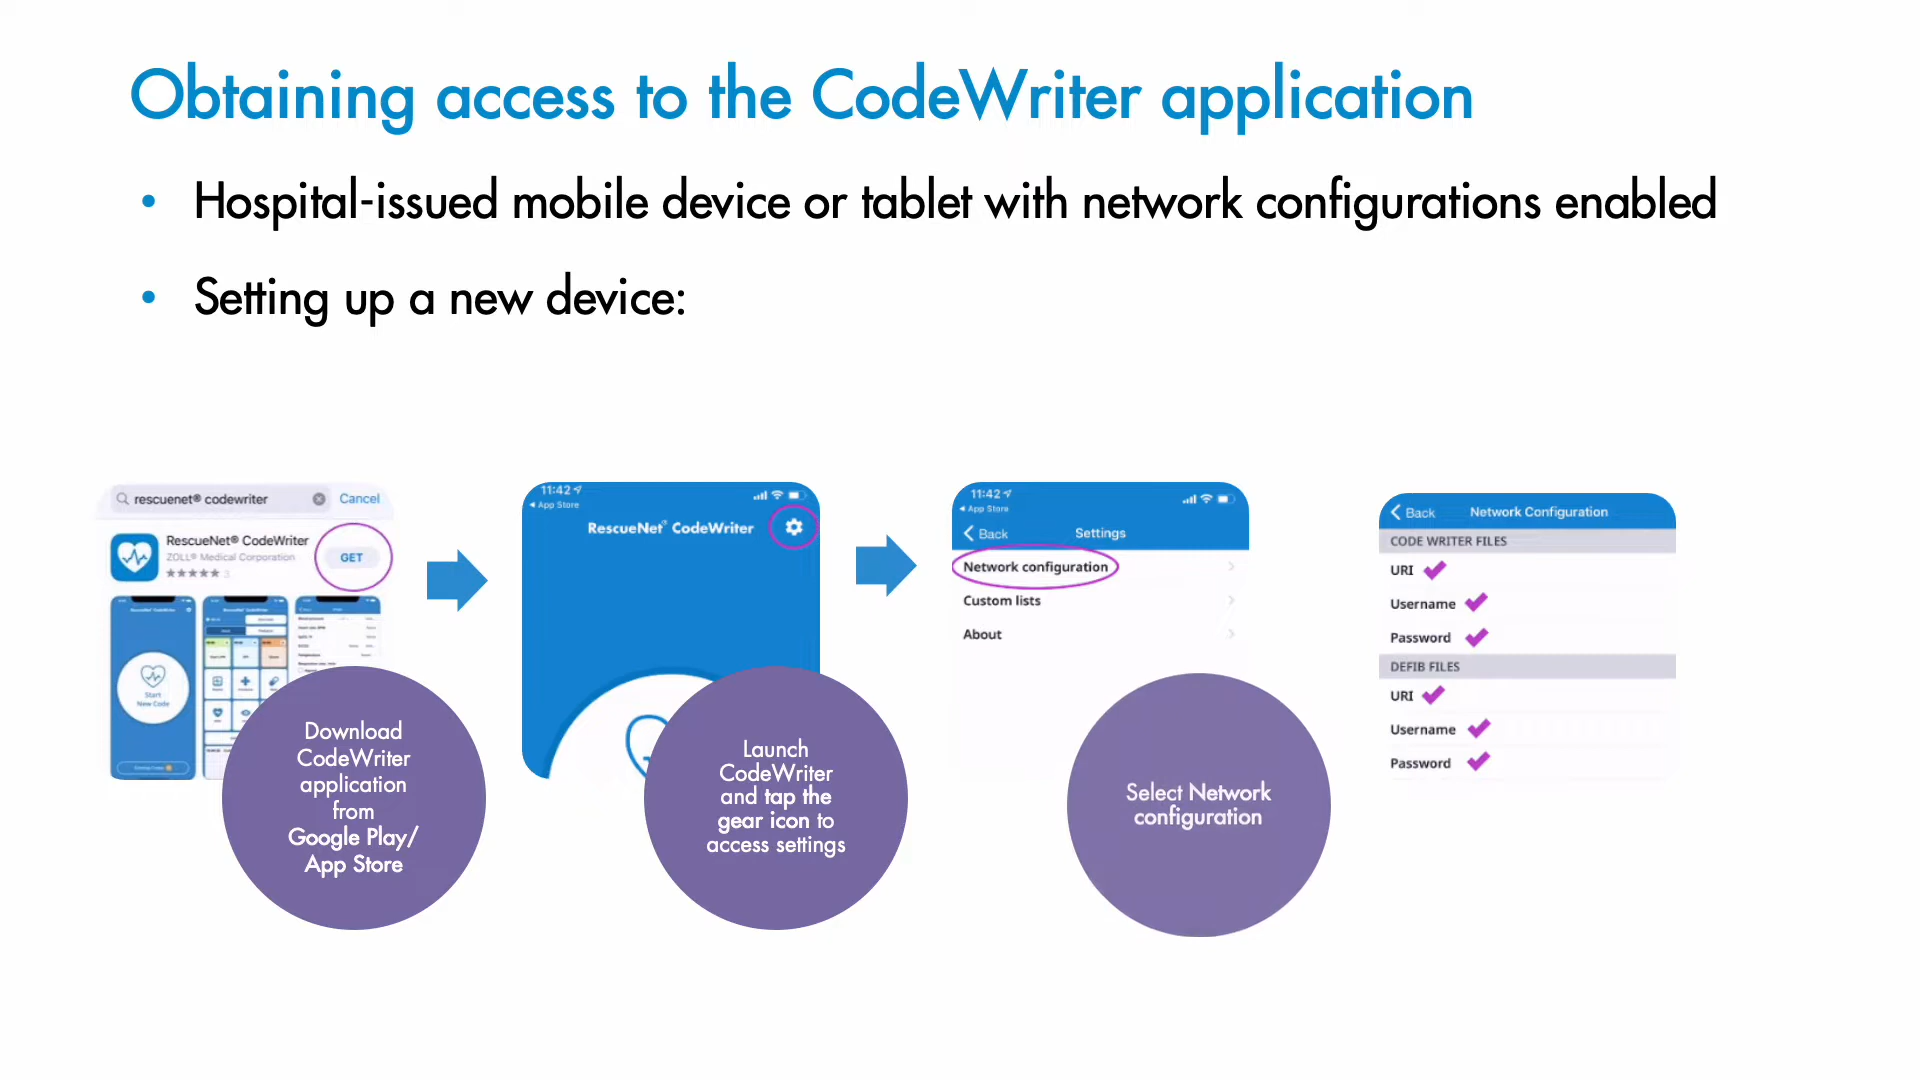 Obtaining access to the CodeWriter application
• Hospital-issued mobile device or tablet with network configurations enabled
• Setting up a new device:
rescuenet® codewriter
Cancel
RescueNet® CodeWriter
ZOLL® Medical Corporation
★★★★★ 3
GET
Start
New Code
Download
CodeWriter
application
from
Google Play/
App Store
11:42
App Store
RescueNet® CodeWriter
Launch
CodeWriter
and tap the
gear icon to
access settings
11:42
App Store
Back
Settings
Network configuration
Custom lists
About
Select Network
configuration
Back
Network Configuration
CODE WRITER FILES
URI
Username
Password
DEFIB FILES
URI
Username
Password